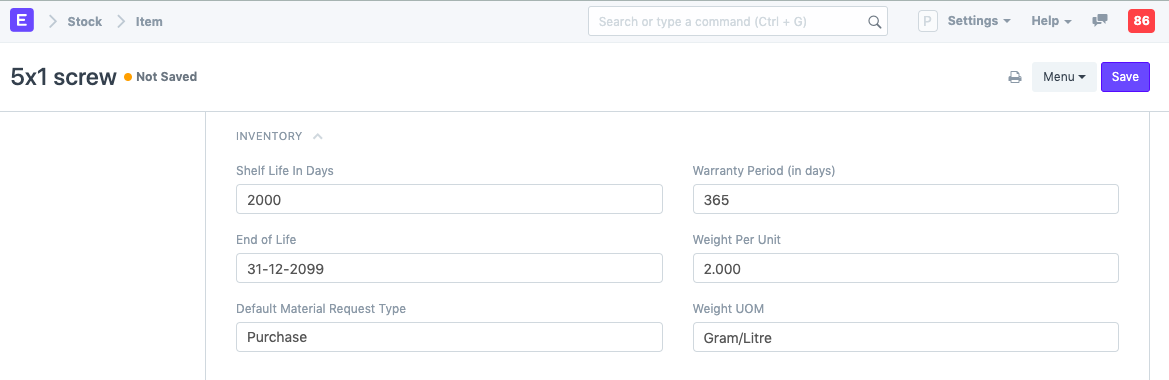 E Stock Item Search or type a command (Ctrl + G) P Settings Help 86
5x1 screw Not Saved Menu Save
INVENTORY
Shelf Life In Days Warranty Period (in days)
2000 365
End of Life Weight Per Unit
31-12-2099 2.000
Default Material Request Type Weight UOM
Purchase Gram/Litre